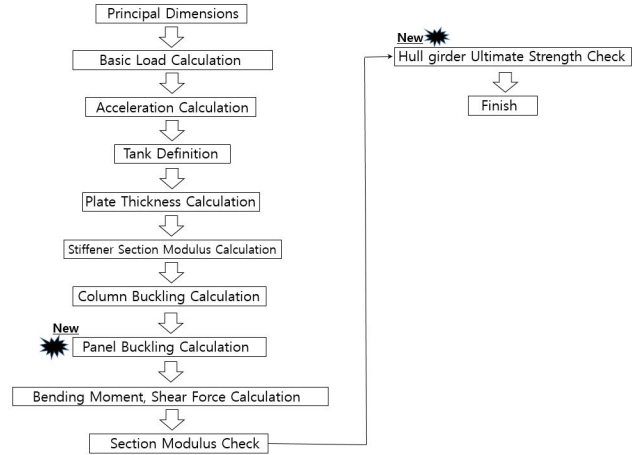 Principal Dimensions
Basic Load Calculation
Acceleration Calculation
Tank Definition
Plate Thickness Calculation
Stiffener Section Modulus Calculation
Column Buckling Calculation
New
Panel Buckling Calculation
Bending Moment, Shear Force Calculation
Section Modulus Check
New
Hull girder Ultimate Strength Check
Finish